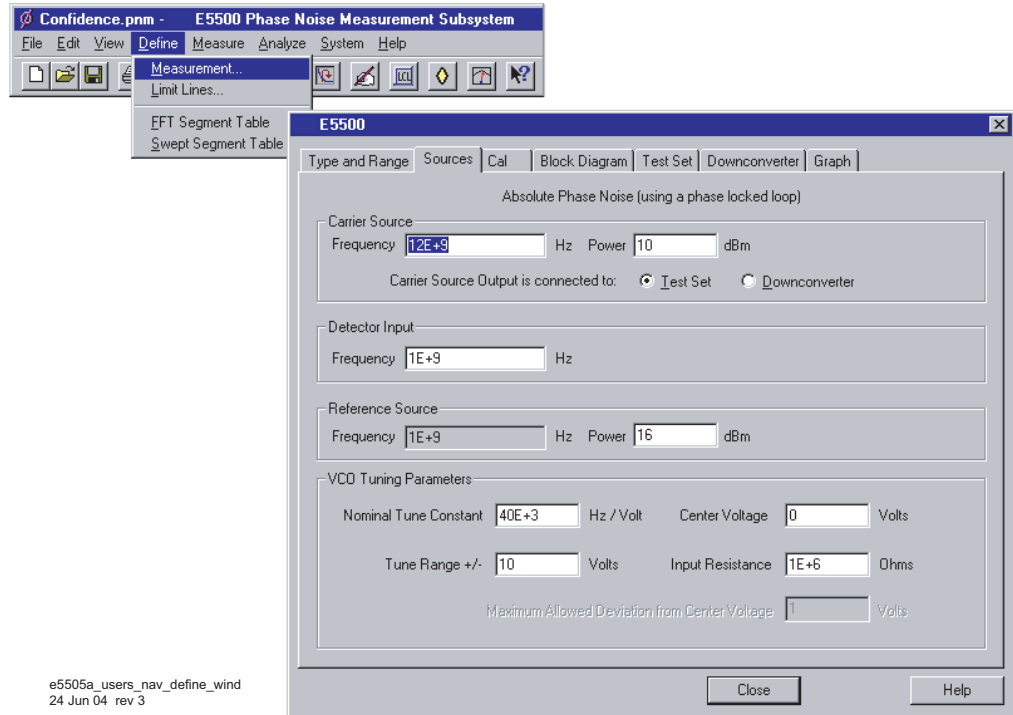 Confidence.pnm - E5500 Phase Noise Measurement Subsystem
File Edit View Define Measure Analyze System Help
Measurement...
Limit Lines...
FFT Segment Table
Swept Segment Table
E5500
Type and Range Sources Cal Block Diagram Test Set Downconverter Graph
Absolute Phase Noise (using a phase locked loop)
Carrier Source
Frequency 12E+9 Hz Power 10 dBm
Carrier Source Output is connected to: Test Set Downconverter
Detector Input
Frequency 1E+9 Hz
Reference Source
Frequency 1E+9 Hz Power 16 dBm
VCO Tuning Parameters
Nominal Tune Constant 40E+3 Hz / Volt Center Voltage 0 Volts
Tune Range +/- 10 Volts Input Resistance 1E+6 Ohms
Maximum Allowed Deviation from Center Voltage 1 Volts
Close Help
e5505a_users_nav_define_wind
24 Jun 04 rev 3